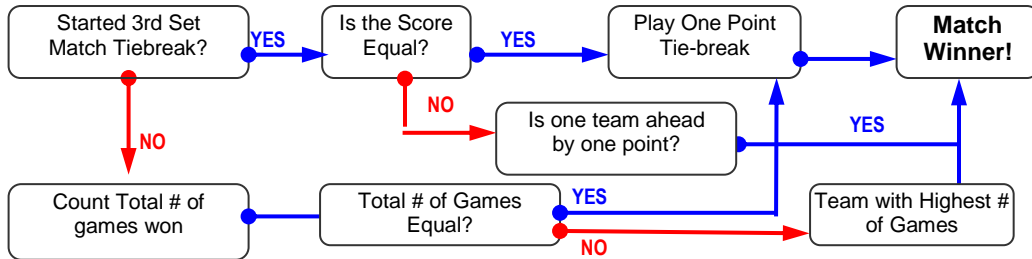 Started 3rd Set
Match Tiebreak?
YES
Is the Score
Equal?
YES
Play One Point
Tie-break
Match
Winner!
NO
NO
Is one team ahead
by one point?
YES
Count Total # of
games won
Total # of Games
Equal?
YES
NO
Team with Highest #
of Games